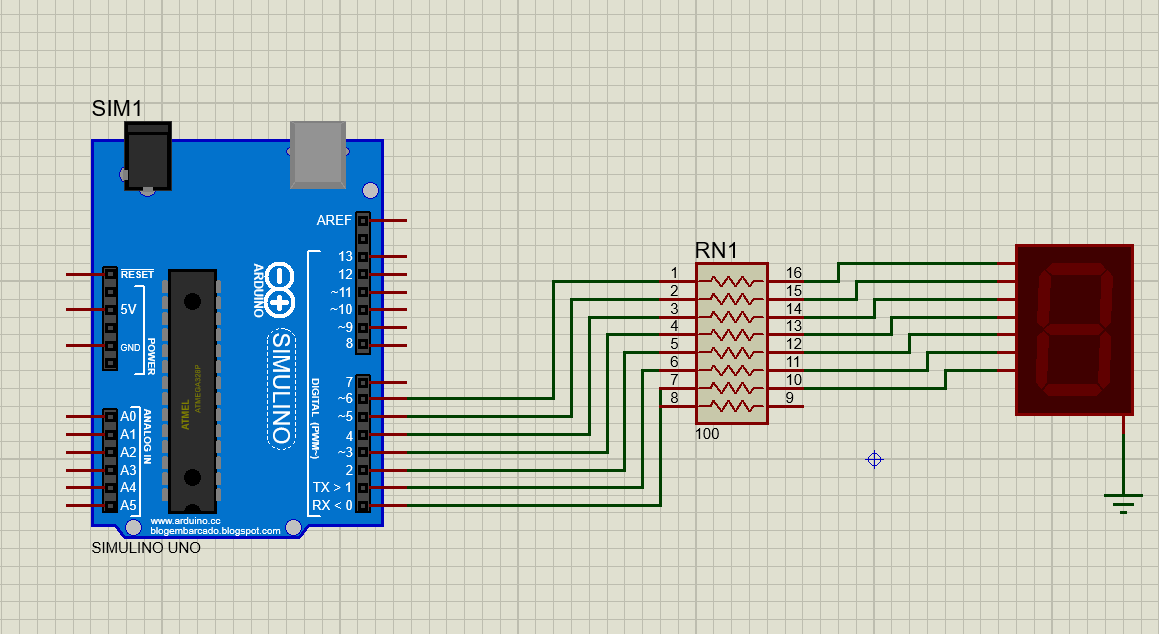 SIM1
AREF
13
12
~11
~10
~9
8
7
~6
~5
4
~3
2
TX > 1
RX < 0
RESET
5V
GND
POWER
A0
A1
A2
A3
A4
A5
ANALOG IN
ATMEL
ATMEGA328P
ARDUINO
SIMULINO
DIGITAL (PWM~)
www.arduino.cc
blogembarcado.blogspot.com
SIMULINO UNO
RN1
1 16
2 15
3 14
4 13
5 12
6 11
7 10
8 9
100